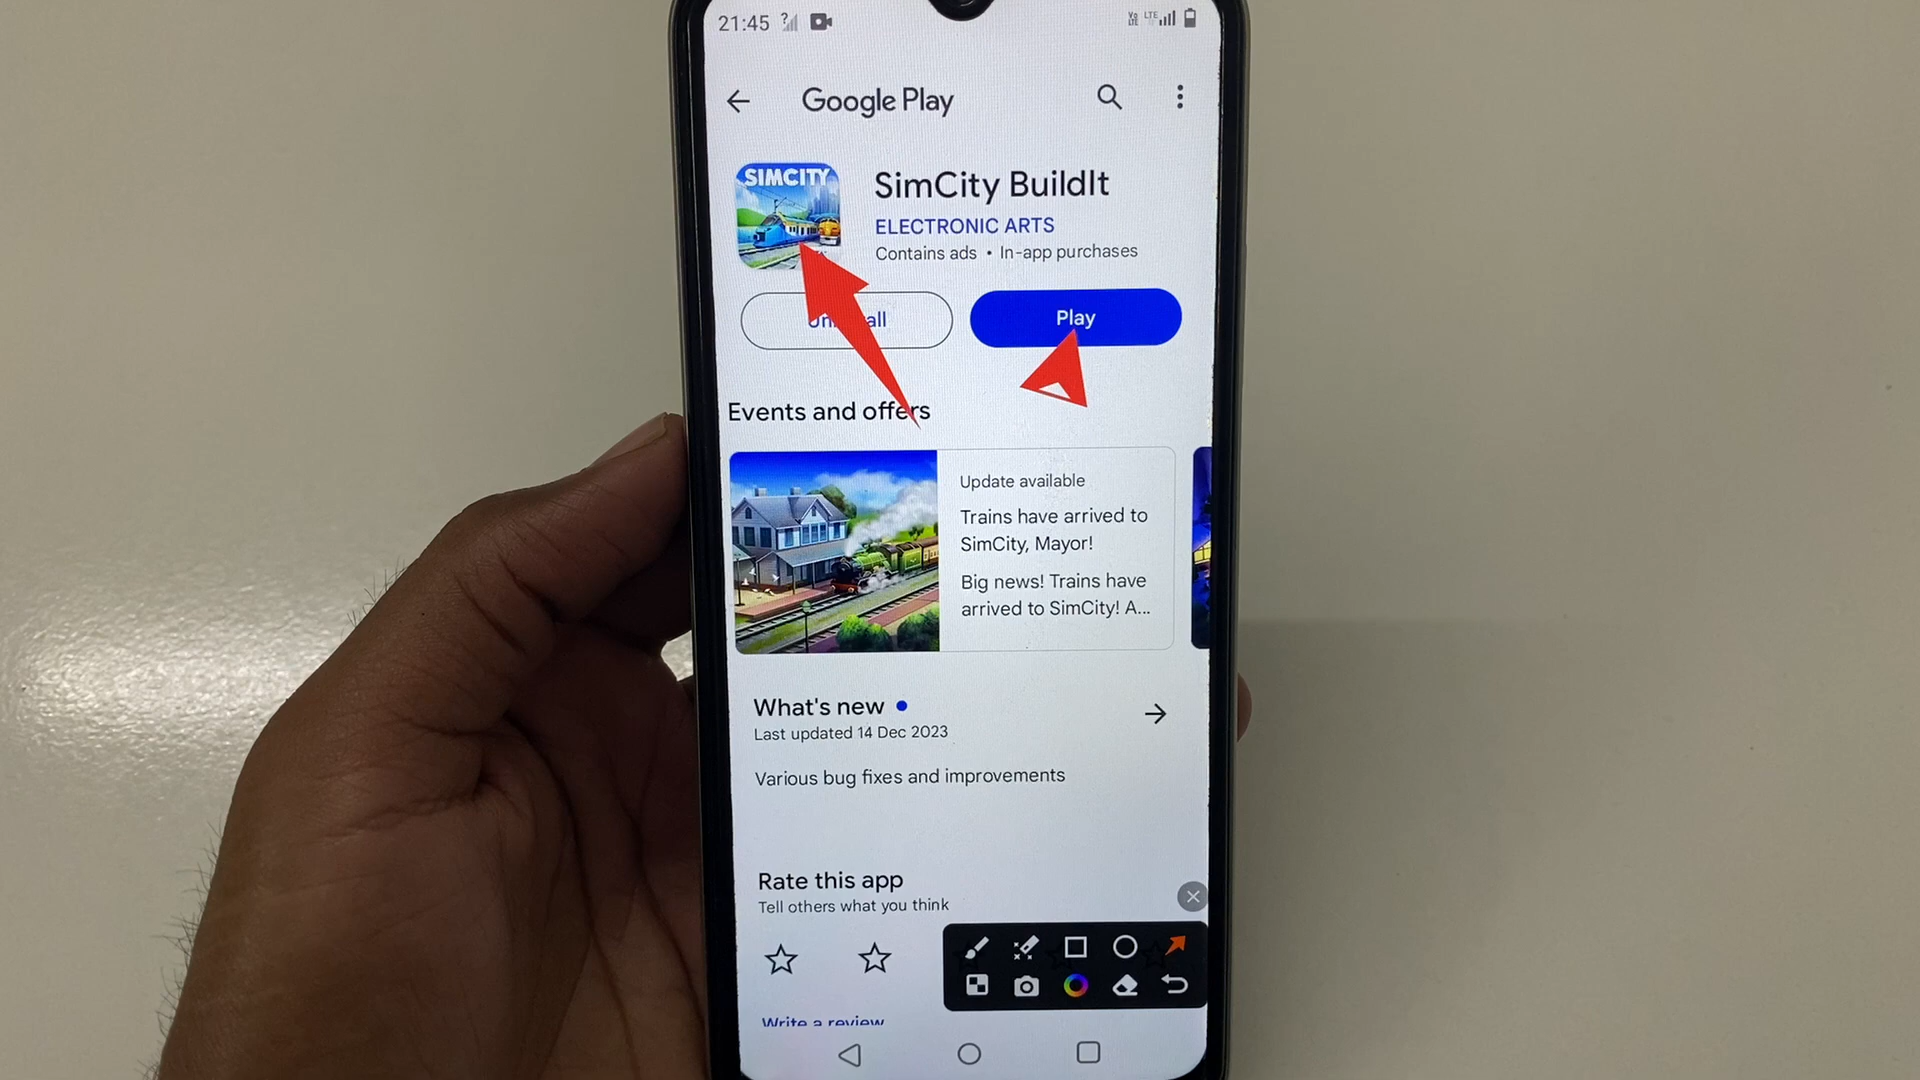 21:45
Google Play
SIMCITY
SimCity BuildIt
ELECTRONIC ARTS
Contains ads • In-app purchases
Play
Events and offers
Update available
Trains have arrived to
SimCity, Mayor!
Big news! Trains have
arrived to SimCity! A...
What's new
Last updated 14 Dec 2023
Various bug fixes and improvements
Rate this app
Tell others what you think
Write a review